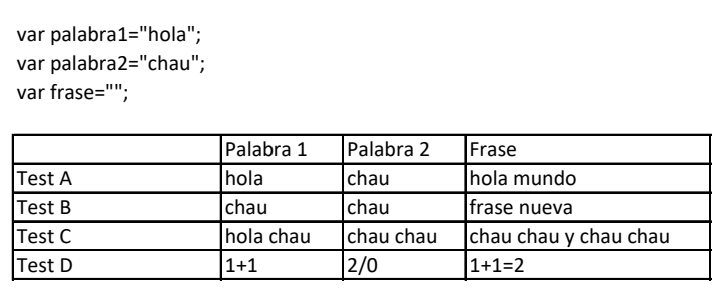 var palabra1="hola";
var palabra2="chau";
var frase="";
Palabra 1 Palabra 2 Frase
Test A hola chau hola mundo
Test B chau chau frase nueva
Test C hola chau chau chau chau chau y chau chau
Test D 1+1 2/0 1+1=2